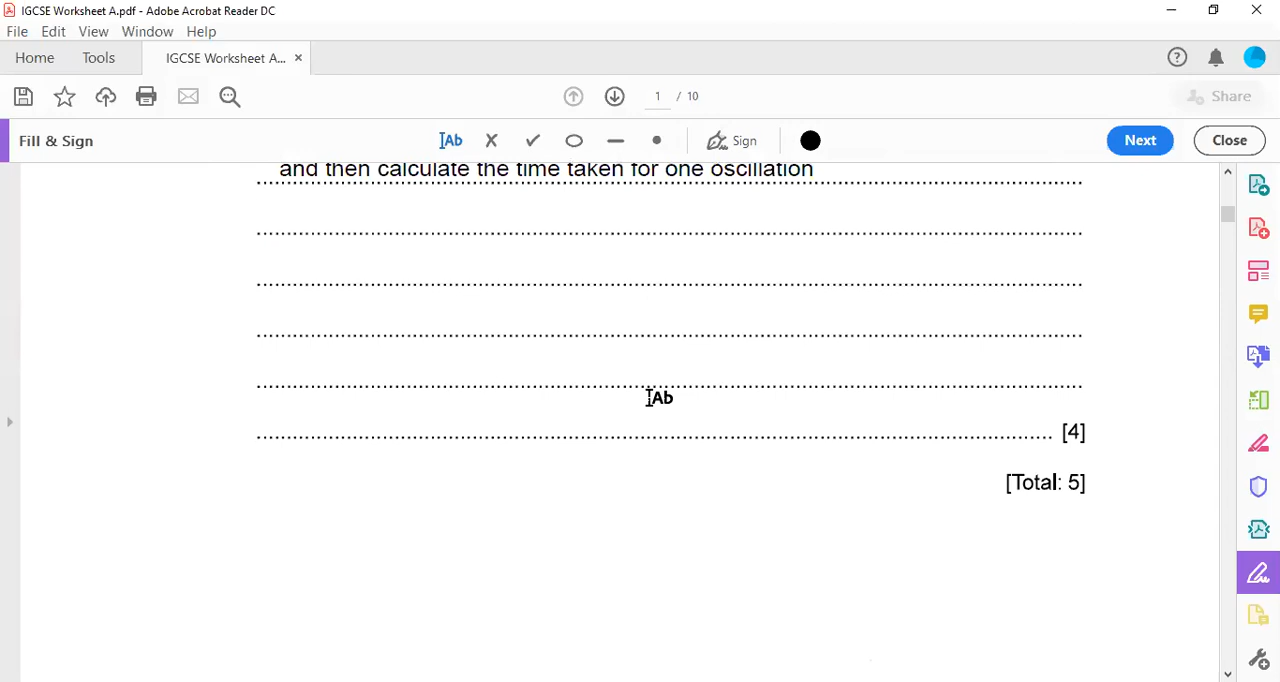 IGCSE Worksheet A.pdf - Adobe Acrobat Reader DC
File Edit View Window Help
Home Tools IGCSE Worksheet A... ×
1 / 10
Share
Fill & Sign
Ab
Sign
Next
Close
and then calculate the time taken for one oscillation
Ab
[4]
[Total: 5]